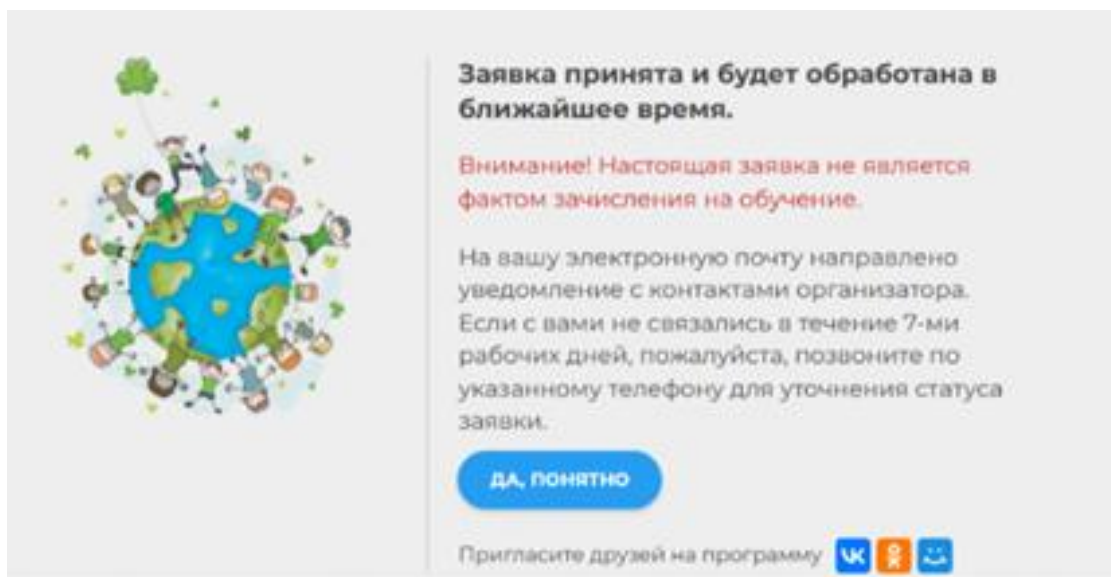 Заявка принята и будет обработана в
ближайшее время.
Внимание! Настоящая заявка не является
фактом зачисления на обучение.
На вашу электронную почту направлено
уведомление с контактами организатора.
Если с вами не связались в течение 7-ми
рабочих дней, пожалуйста, позвоните по
указанному телефону для уточнения статуса
заявки.
ДА, ПОНЯТНО
Пригласите друзей на программу